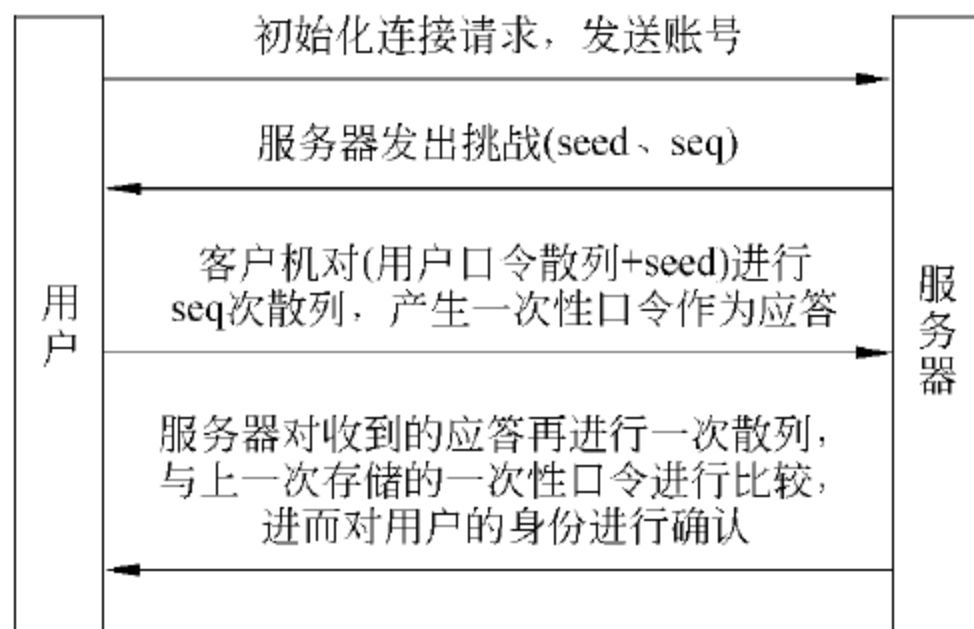 初始化连接请求，发送账号
服务器发出挑战(seed、seq)
客户机对(用户口令散列+seed)进行
seq次散列，产生一次性口令作为应答
用户
服务器
服务器对收到的应答再进行一次散列，
与上一次存储的一次性口令进行比较，
进而对用户的身份进行确认